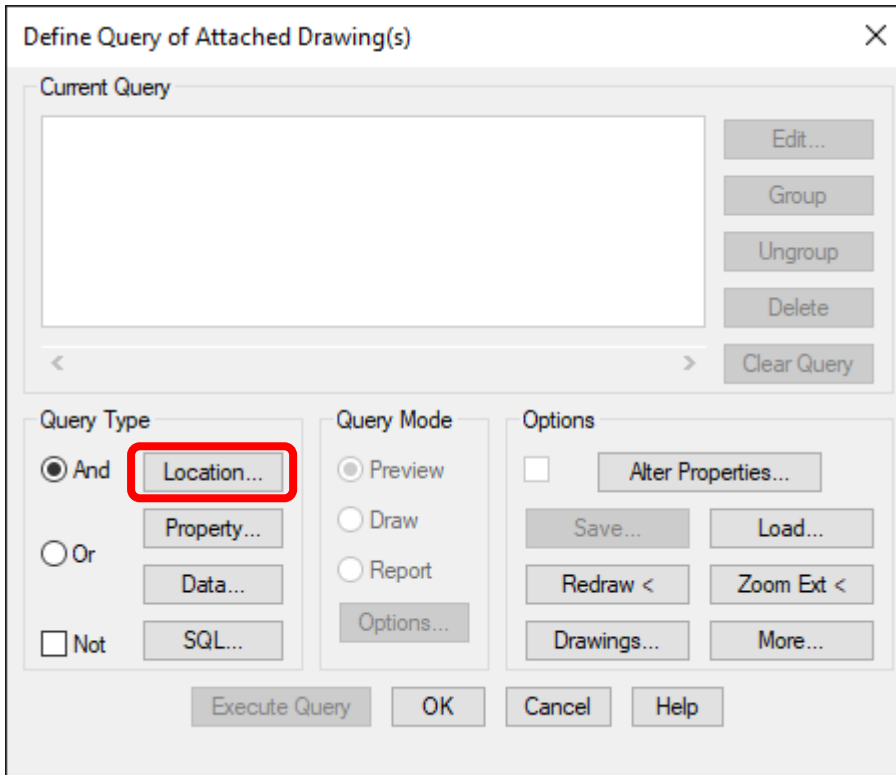 Define Query of Attached Drawing(s)
Current Query
Edit...
Group
Ungroup
Delete
Clear Query
Query Type
And
Location...
Property...
Or
Data...
Not
SQL...
Query Mode
Preview
Draw
Report
Options...
Options
Alter Properties...
Save...
Load...
Redraw <
Zoom Ext <
Drawings...
More...
Execute Query
OK
Cancel
Help